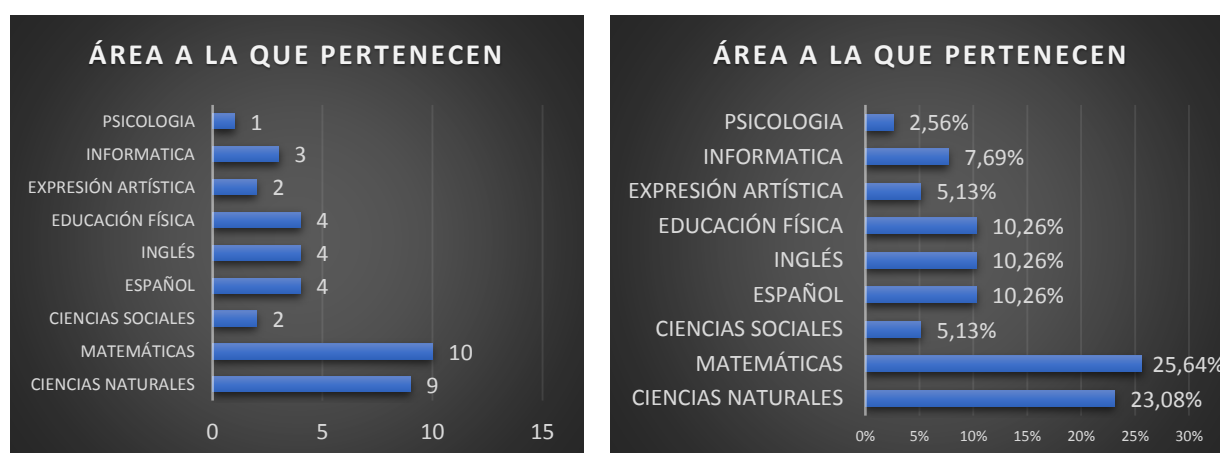 ÁREA A LA QUE PERTENECEN
PSICOLOGIA 1
INFORMATICA 3
EXPRESIÓN ARTÍSTICA 2
EDUCACIÓN FÍSICA 4
INGLÉS 4
ESPAÑOL 4
CIENCIAS SOCIALES 2
MATEMÁTICAS 10
CIENCIAS NATURALES 9
0 5 10 15
ÁREA A LA QUE PERTENECEN
PSICOLOGIA 2,56%
INFORMATICA 7,69%
EXPRESIÓN ARTÍSTICA 5,13%
EDUCACIÓN FÍSICA 10,26%
INGLÉS 10,26%
ESPAÑOL 10,26%
CIENCIAS SOCIALES 5,13%
MATEMÁTICAS 25,64%
CIENCIAS NATURALES 23,08%
0% 5% 10% 15% 20% 25% 30%